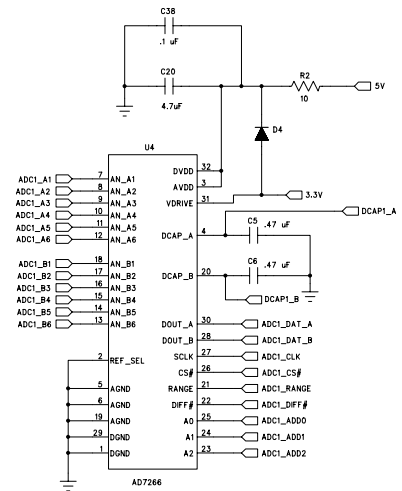 C38
.1 uF
C20
4.7uF
R2
10
5V
D4
U4
DVDD 32
AVDD 3
VDRIVE 31
3.3V
ADC1_A1 7 AN_A1
ADC1_A2 8 AN_A2
ADC1_A3 9 AN_A3
ADC1_A4 10 AN_A4
ADC1_A5 11 AN_A5
ADC1_A6 12 AN_A6
DCAP1_A
DCAP_A 4
C5
.47 uF
ADC1_B1 18 AN_B1
ADC1_B2 17 AN_B2
ADC1_B3 16 AN_B3
ADC1_B4 15 AN_B4
ADC1_B5 14 AN_B5
ADC1_B6 13 AN_B6
DCAP_B 20
C6
.47 uF
DCAP1_B
DOUT_A 30 ADC1_DAT_A
DOUT_B 28 ADC1_DAT_B
SCLK 27 ADC1_CLK
CS# 26 ADC1_CS#
RANGE 21 ADC1_RANGE
DIFF# 22 ADC1_DIFF#
A0 25 ADC1_ADD0
A1 24 ADC1_ADD1
A2 23 ADC1_ADD2
2 REF_SEL
5 AGND
6 AGND
19 AGND
29 DGND
1 DGND
AD7266